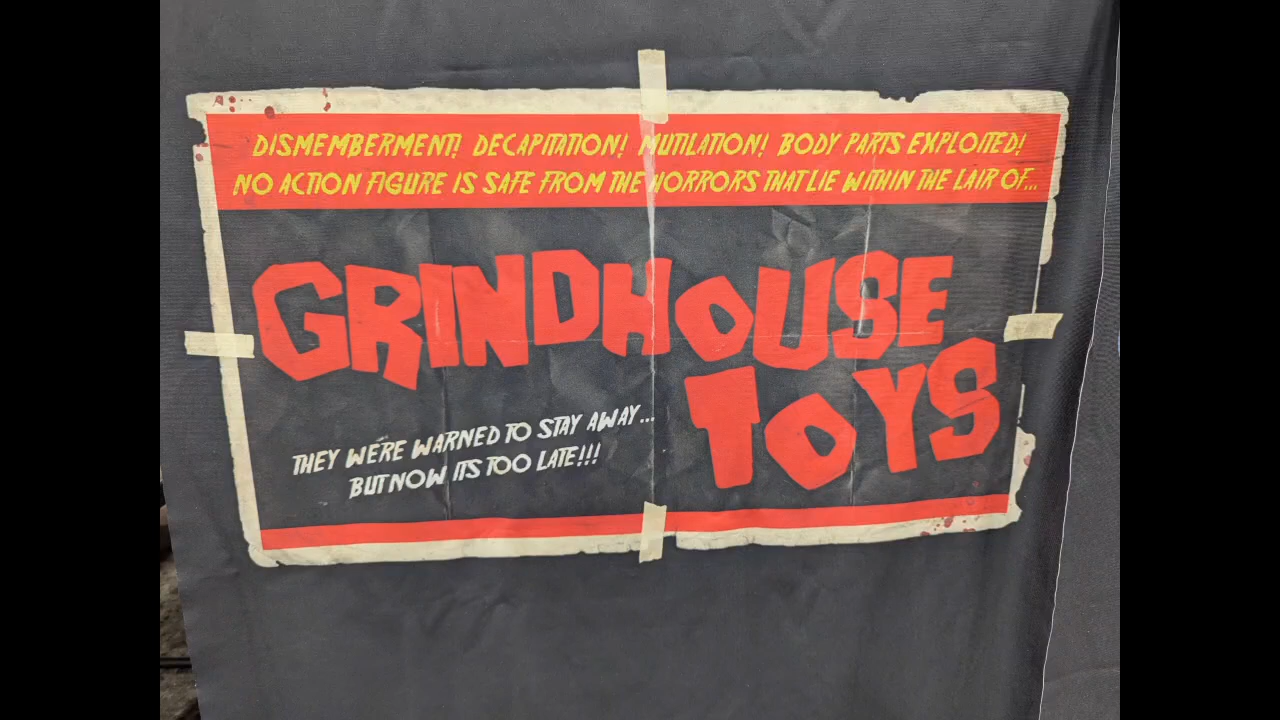 DISMEMBERMENT! DECAPITATION! MUTILATION! BODY PARTS EXPLOITED!
NO ACTION FIGURE IS SAFE FROM THE HORRORS THAT LIE WITHIN THE LAIR OF...
GRINDHOUSE
TOYS
THEY WERE WARNED TO STAY AWAY...
BUT NOW ITS TOO LATE!!!